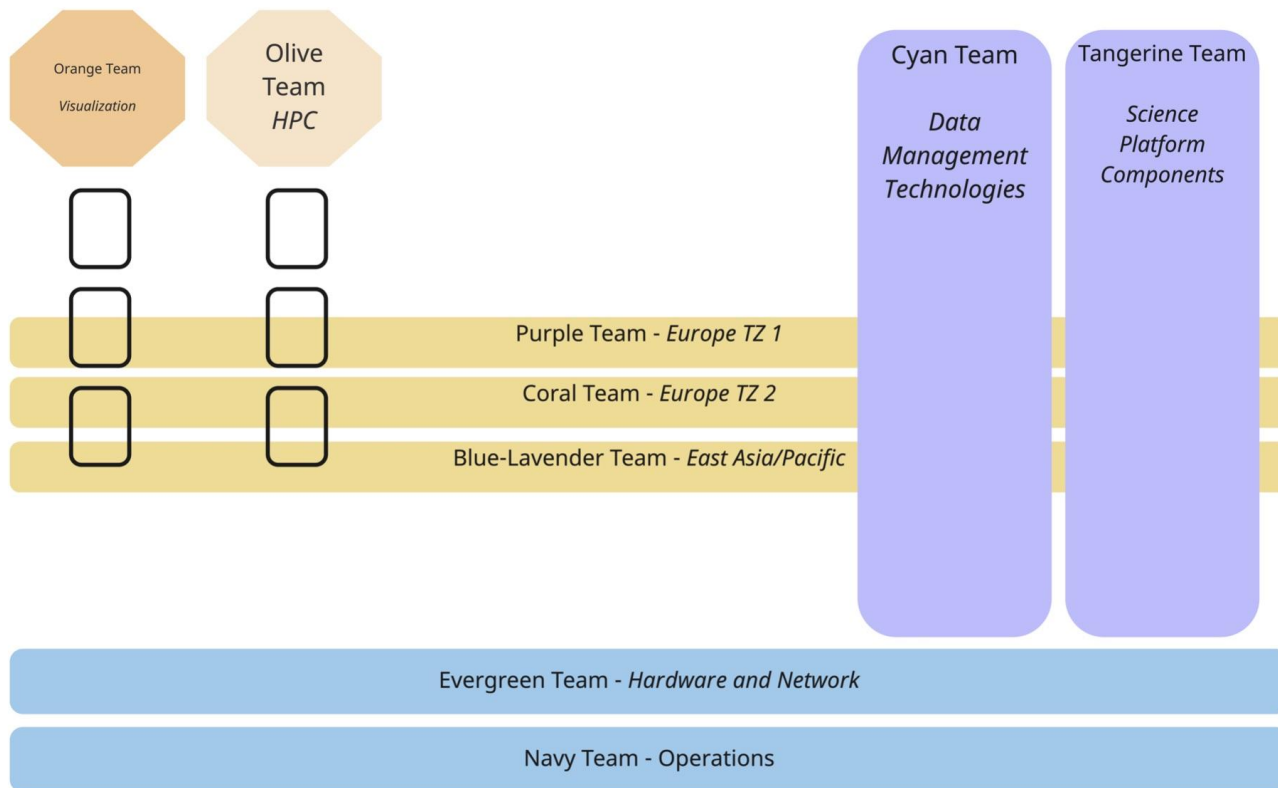 Orange Team
Visualization
Olive
Team
HPC
Cyan Team
Data
Management
Technologies
Tangerine Team
Science
Platform
Components
Purple Team - Europe TZ 1
Coral Team - Europe TZ 2
Blue-Lavender Team - East Asia/Pacific
Evergreen Team - Hardware and Network
Navy Team - Operations